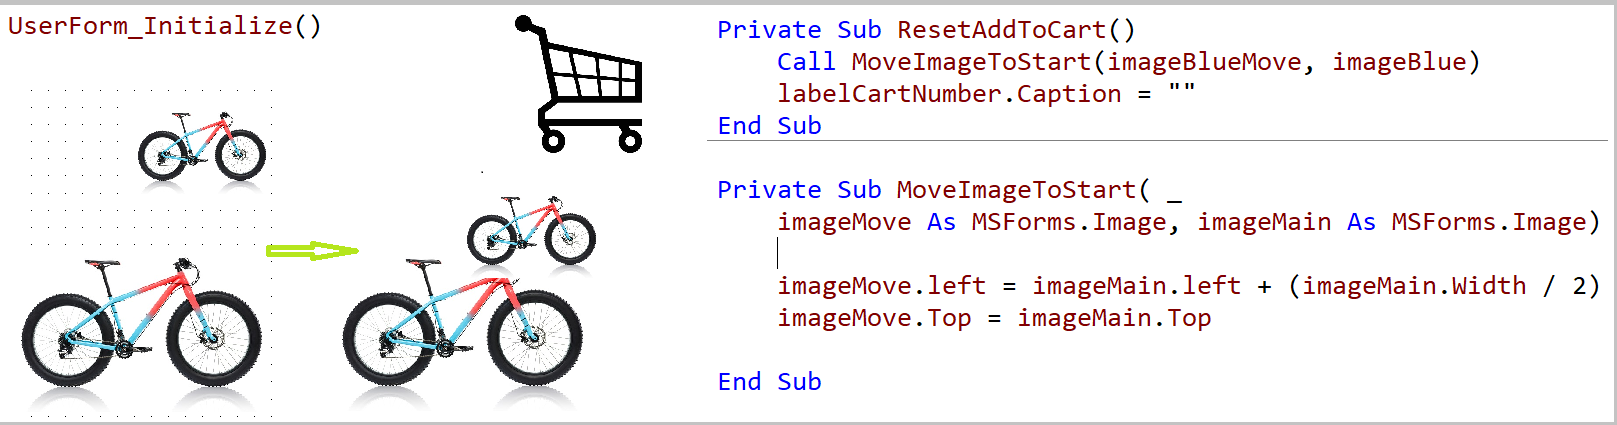 UserForm_Initialize()
Private Sub ResetAddToCart()
    Call MoveImageToStart(imageBlueMove, imageBlue)
    labelCartNumber.Caption = ""
End Sub
Private Sub MoveImageToStart( _
    imageMove As MSForms.Image, imageMain As MSForms.Image)
    imageMove.left = imageMain.left + (imageMain.Width / 2)
    imageMove.Top = imageMain.Top
End Sub